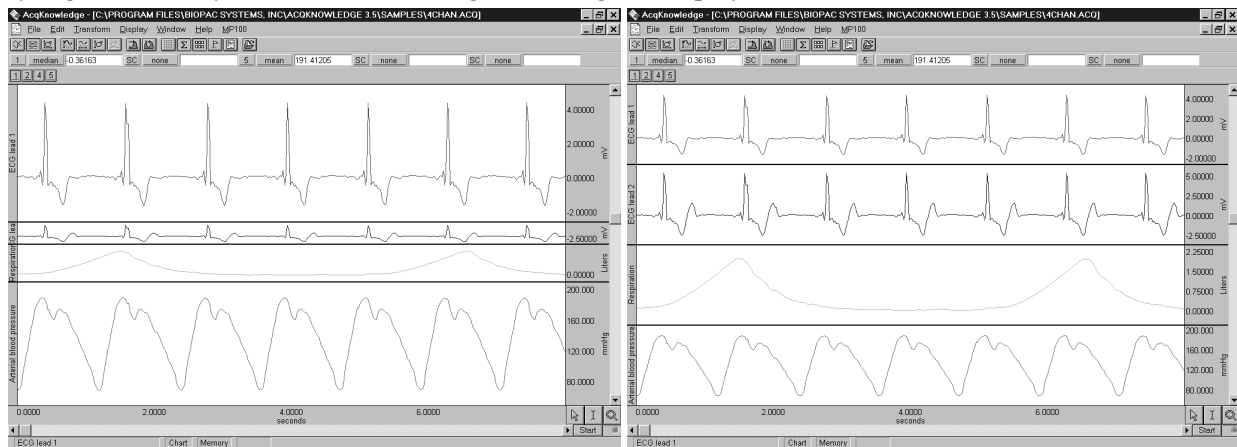 AcqKnowledge - [C:\PROGRAM FILES\BIOPAC SYSTEMS, INC\ACQKNOWLEDGE 3.5\SAMPLES\4CHAN.ACQ]
File Edit Transform Display Window Help MP100
1 median -0.36163 SC none 5 mean 191.41205 SC none SC none
1 2 4 5
ECG lead 1
4.00000
2.00000
0.00000
-2.00000
mV
-2.50000
mV
Respiration
0.00000
Liters
Arterial blood pressure
200.000
160.000
120.000
80.0000
mmHg
0.0000 2.0000 4.0000 6.0000
seconds
Start
ECG lead 1 Chart Memory
AcqKnowledge - [C:\PROGRAM FILES\BIOPAC SYSTEMS, INC\ACQKNOWLEDGE 3.5\SAMPLES\4CHAN.ACQ]
File Edit Transform Display Window Help MP100
1 median -0.36163 SC none 5 mean 191.41205 SC none SC none
1 2 4 5
ECG lead 1
4.00000
2.00000
0.00000
-2.00000
mV
ECG lead 2
5.00000
2.50000
0.00000
-2.50000
mV
Respiration
2.25000
1.50000
0.75000
0.00000
Liters
Arterial blood pressure
200.000
160.000
120.000
80.0000
mmHg
0.0000 2.0000 4.0000 6.0000
seconds
Start
ECG lead 1 Chart Memory